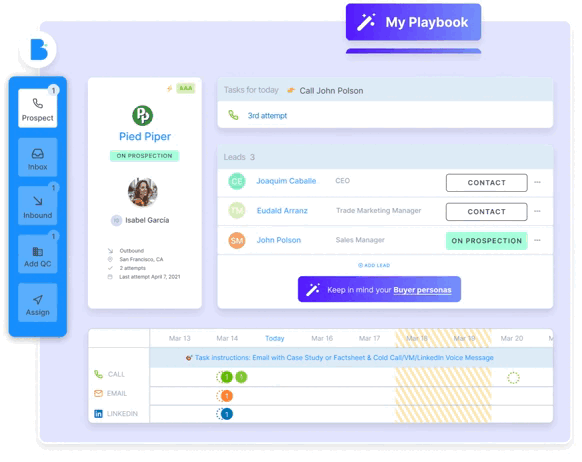 My Playbook
1
Prospect
Inbox
1
Inbound
1
Add QC
Assign
AAA
Pied Piper
ON PROSPECTION
Isabel García
Outbound
San Francisco, CA
2 attempts
Last attempt April 7, 2021
Tasks for today Call John Polson
3rd attempt
Leads 3
CE Joaquim Caballe CEO CONTACT
TM Eudald Arranz Trade Marketing Manager CONTACT
SM John Polson Sales Manager ON PROSPECTION
ADD LEAD
Keep in mind your Buyer personas
Mar 13 Mar 14 Today Mar 16 Mar 17 Mar 18 Mar 19 Mar 20 M
Task instructions: Email with Case Study or Factsheet & Cold Call/VM/LinkedIn Voice Message
CALL 1 1
EMAIL 1
LINKEDIN 1